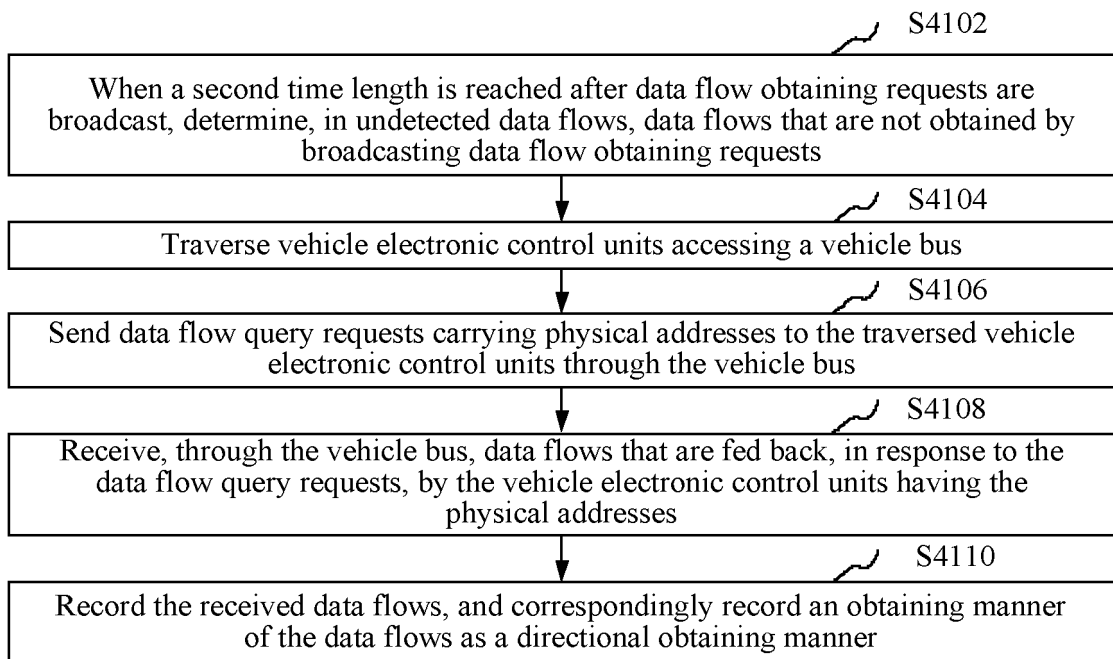 S4102
When a second time length is reached after data flow obtaining requests are
broadcast, determine, in undetected data flows, data flows that are not obtained by
broadcasting data flow obtaining requests
S4104
Traverse vehicle electronic control units accessing a vehicle bus
S4106
Send data flow query requests carrying physical addresses to the traversed vehicle
electronic control units through the vehicle bus
S4108
Receive, through the vehicle bus, data flows that are fed back, in response to the
data flow query requests, by the vehicle electronic control units having the
physical addresses
S4110
Record the received data flows, and correspondingly record an obtaining manner
of the data flows as a directional obtaining manner